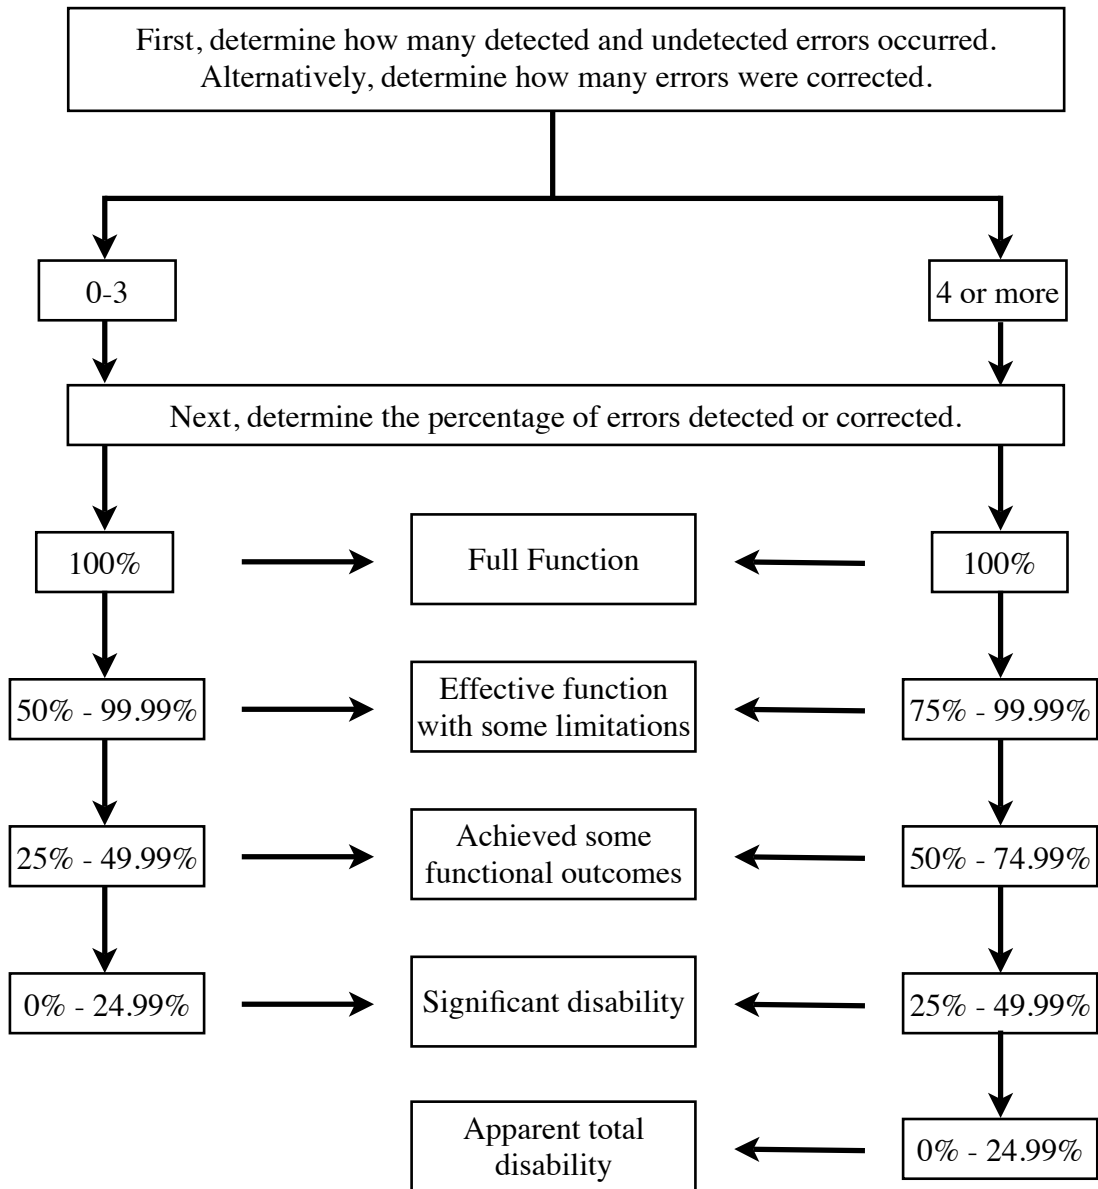 First, determine how many detected and undetected errors occurred.
Alternatively, determine how many errors were corrected.
0-3
4 or more
Next, determine the percentage of errors detected or corrected.
100%
Full Function
100%
50% - 99.99%
Effective function
with some limitations
75% - 99.99%
25% - 49.99%
Achieved some
functional outcomes
50% - 74.99%
0% - 24.99%
Significant disability
25% - 49.99%
Apparent total
disability
0% - 24.99%